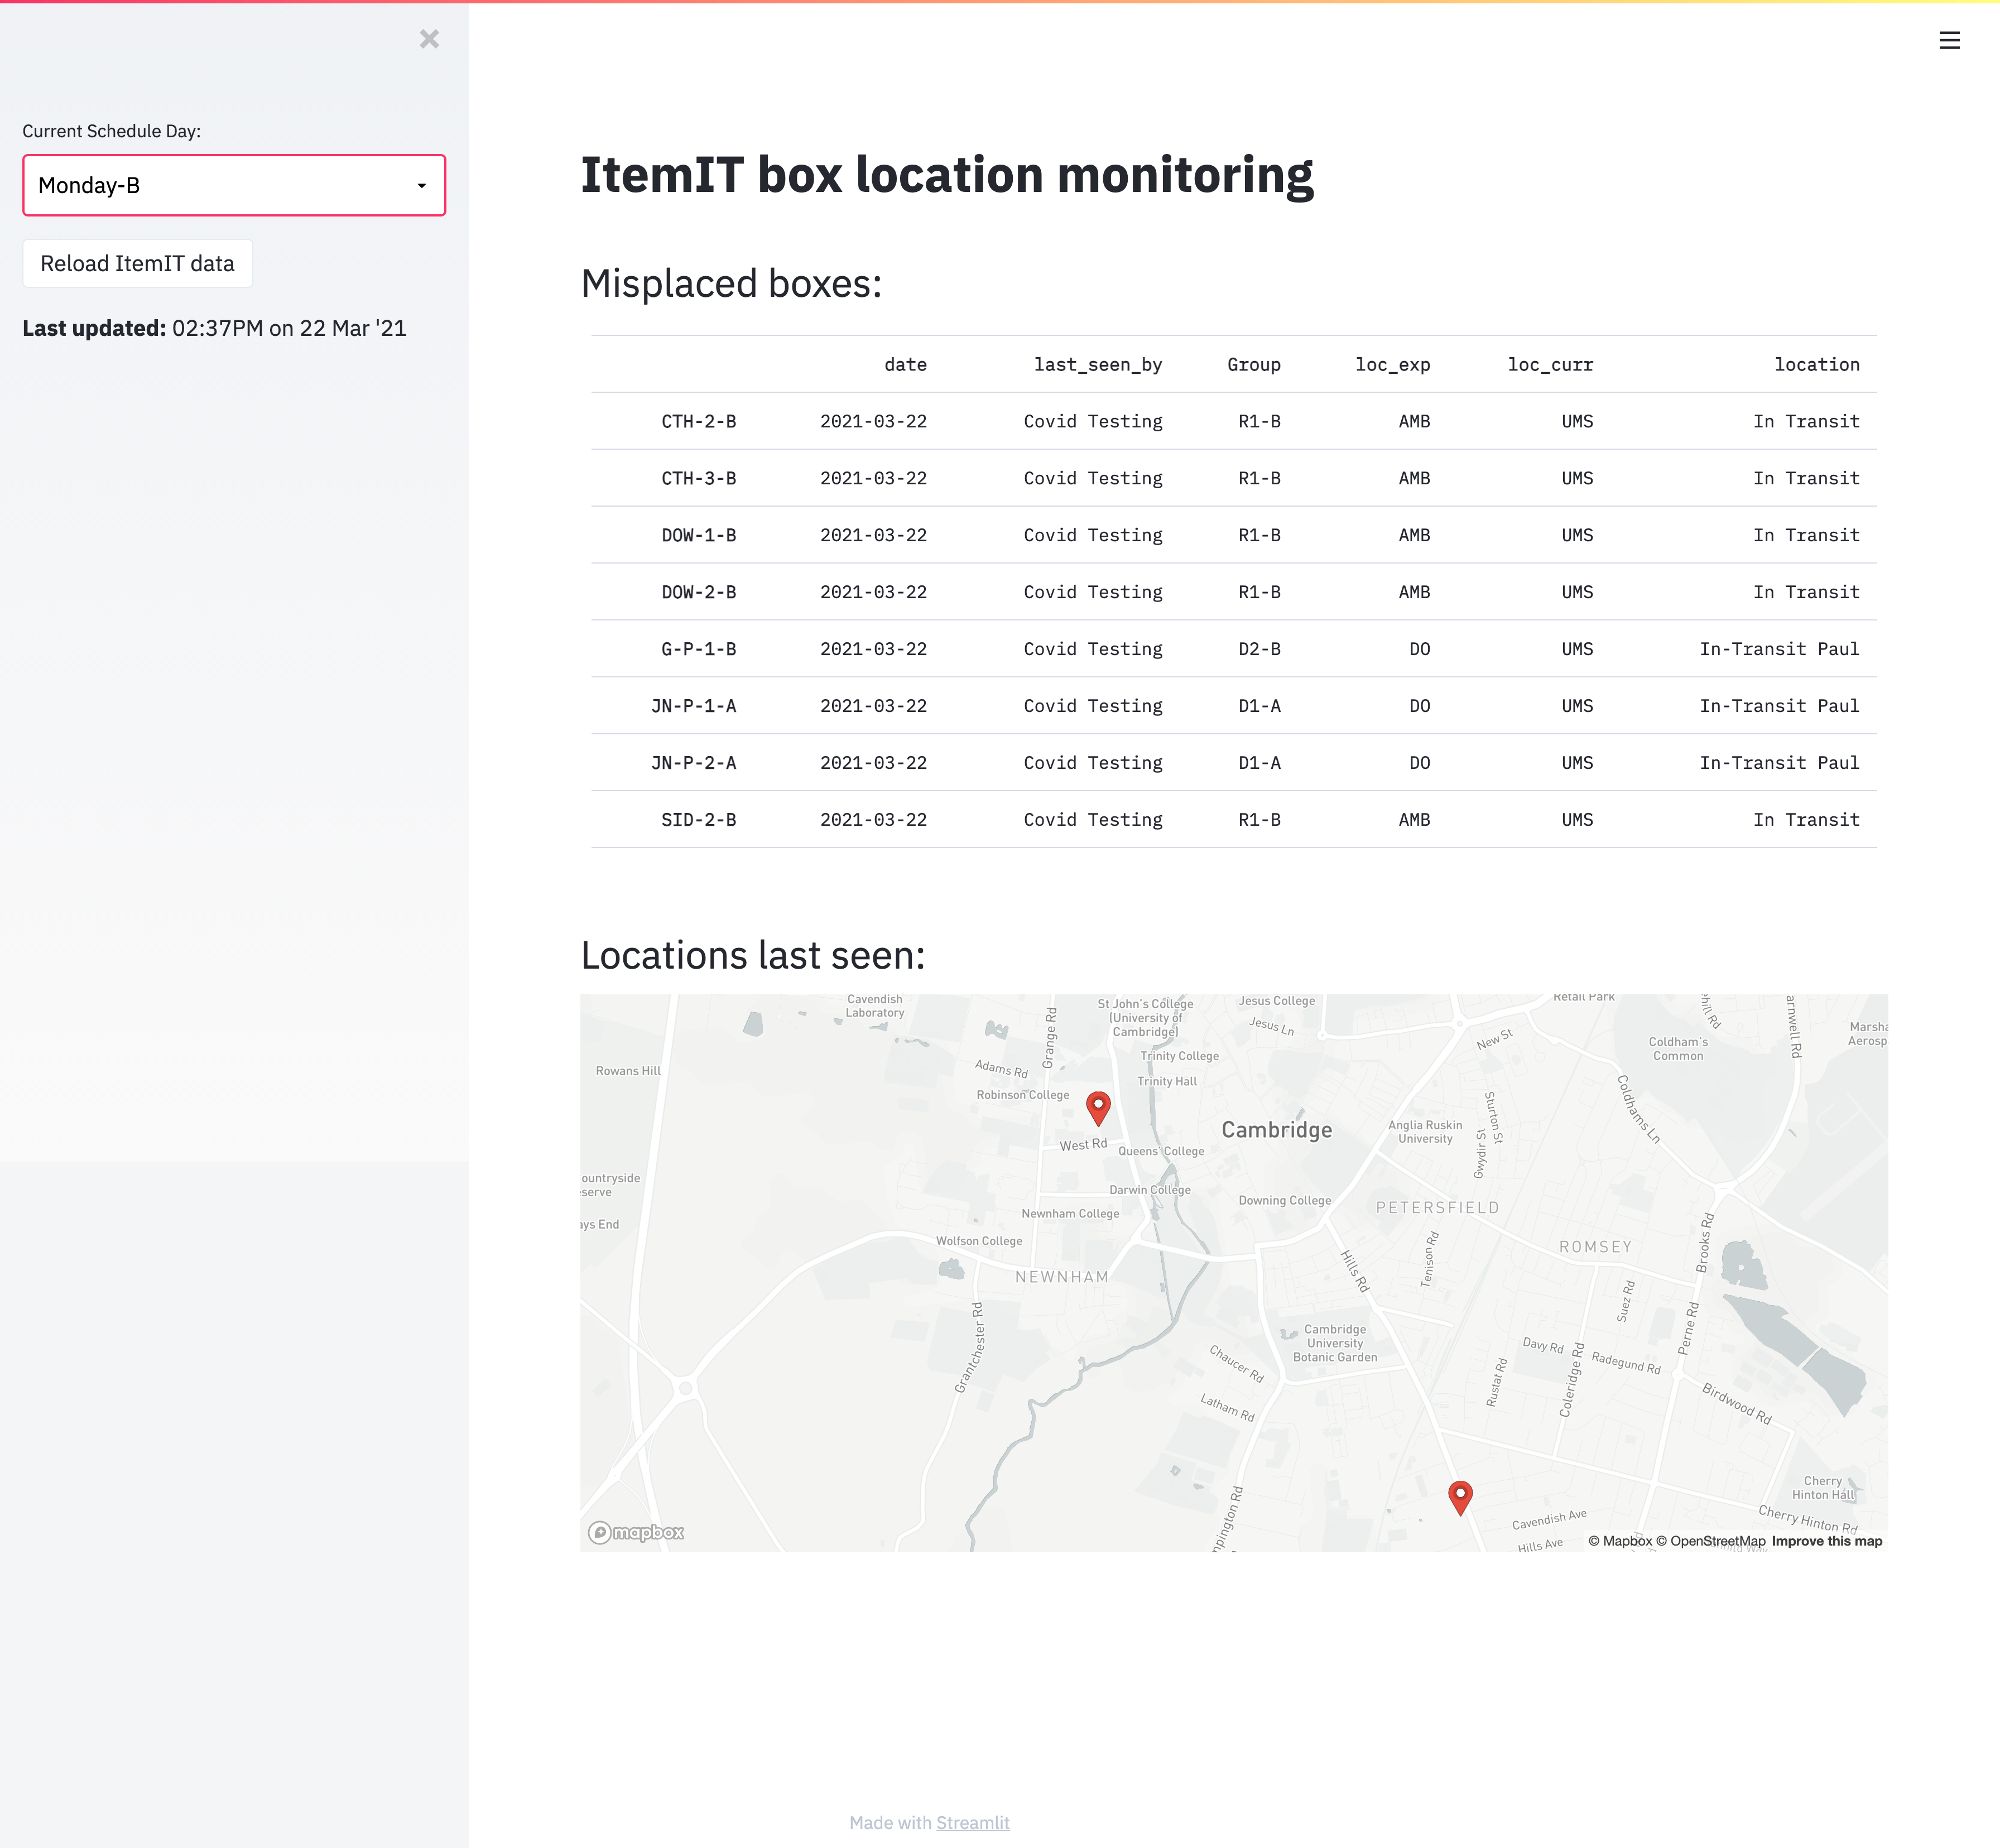 Current Schedule Day:
Monday-B
Reload ItemIT data
Last updated: 02:37PM on 22 Mar '21
ItemIT box location monitoring
Misplaced boxes:
date last_seen_by Group loc_exp loc_curr location
CTH-2-B 2021-03-22 Covid Testing R1-B AMB UMS In Transit
CTH-3-B 2021-03-22 Covid Testing R1-B AMB UMS In Transit
DOW-1-B 2021-03-22 Covid Testing R1-B AMB UMS In Transit
DOW-2-B 2021-03-22 Covid Testing R1-B AMB UMS In Transit
G-P-1-B 2021-03-22 Covid Testing D2-B DO UMS In-Transit Paul
JN-P-1-A 2021-03-22 Covid Testing D1-A DO UMS In-Transit Paul
JN-P-2-A 2021-03-22 Covid Testing D1-A DO UMS In-Transit Paul
SID-2-B 2021-03-22 Covid Testing R1-B AMB UMS In Transit
Locations last seen:
Cavendish
Laboratory
Grange Rd
St John's College
(University of
Cambridge)
Jesus College
Jesus Ln
Retail Park
hill Rd
arnwell Rd
Marsha
Aerosp
New St
Coldham's
Common
Rowans Hill
Adams Rd
Trinity College
Trinity Hall
Robinson College
Coldhams Ln
Sturton St
Cambridge
Anglia Ruskin
University
Gwydir St
West Rd
Queens' College
ountryside
serve
Darwin College
Downing College
PETERSFIELD
ays End
Newnham College
Wolfson College
Tenison Rd
ROMSEY
Brooks Rd
NEWNHAM
Hills Rd
Suez Rd
Grantchester Rd
Cambridge
University
Botanic Garden
Chaucer Rd
Davy Rd
Radegund Rd
Perne Rd
Rustat Rd
Coleridge Rd
Birdwood Rd
Latham Rd
mpington Rd
Cherry
Hinton Hall
Cavendish Ave
Cherry Hinton Rd
Hills Ave
mapbox
© Mapbox © OpenStreetMap Improve this map
Made with Streamlit